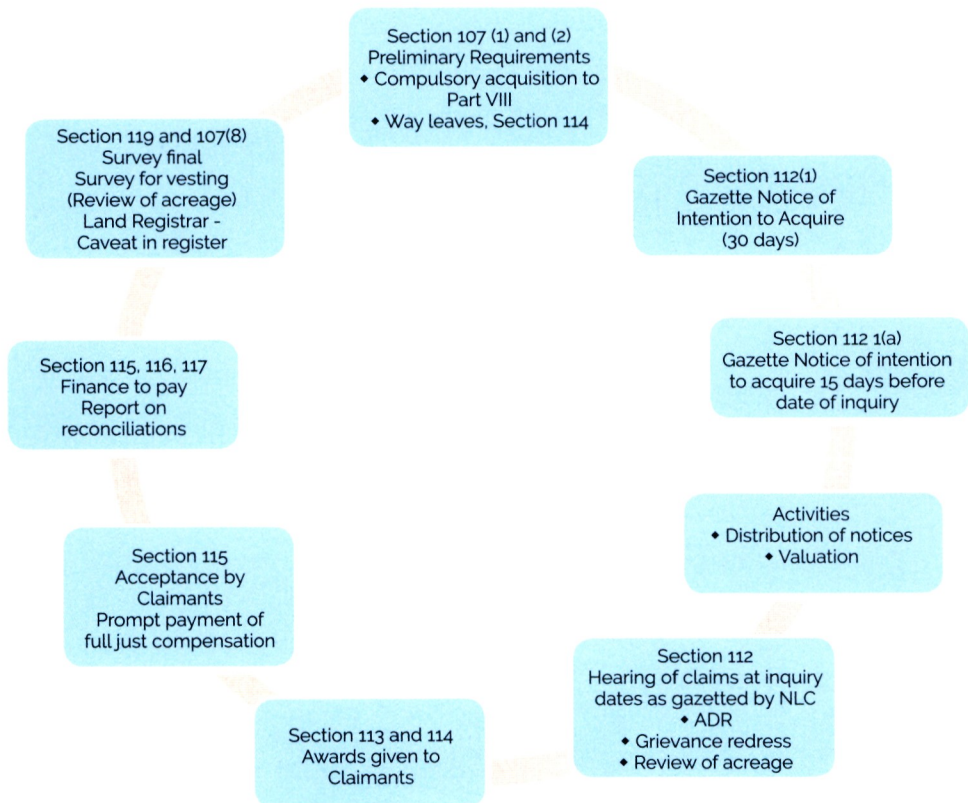 Section 107 (1) and (2)
Preliminary Requirements
◆ Compulsory acquisition to
Part VIII
◆ Way leaves, Section 114
Section 112(1)
Gazette Notice of
Intention to Acquire
(30 days)
Section 112 1(a)
Gazette Notice of intention
to acquire 15 days before
date of inquiry
Activities
◆ Distribution of notices
◆ Valuation
Section 112
Hearing of claims at inquiry
dates as gazetted by NLC
◆ ADR
◆ Grievance redress
◆ Review of acreage
Section 113 and 114
Awards given to
Claimants
Section 115
Acceptance by
Claimants
Prompt payment of
full just compensation
Section 115, 116, 117
Finance to pay
Report on
reconciliations
Section 119 and 107(8)
Survey final
Survey for vesting
(Review of acreage)
Land Registrar -
Caveat in register